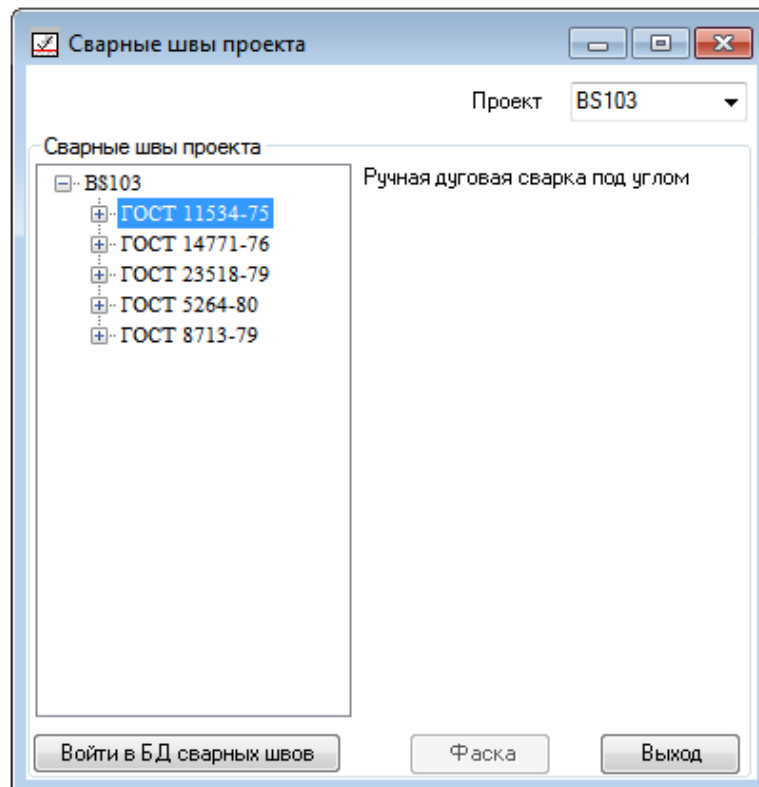 Сварные швы проекта
Проект BS103
Сварные швы проекта
BS103
ГОСТ 11534-75
ГОСТ 14771-76
ГОСТ 23518-79
ГОСТ 5264-80
ГОСТ 8713-79
Ручная дуговая сварка под углом
Войти в БД сварных швов
Фаска
Выход